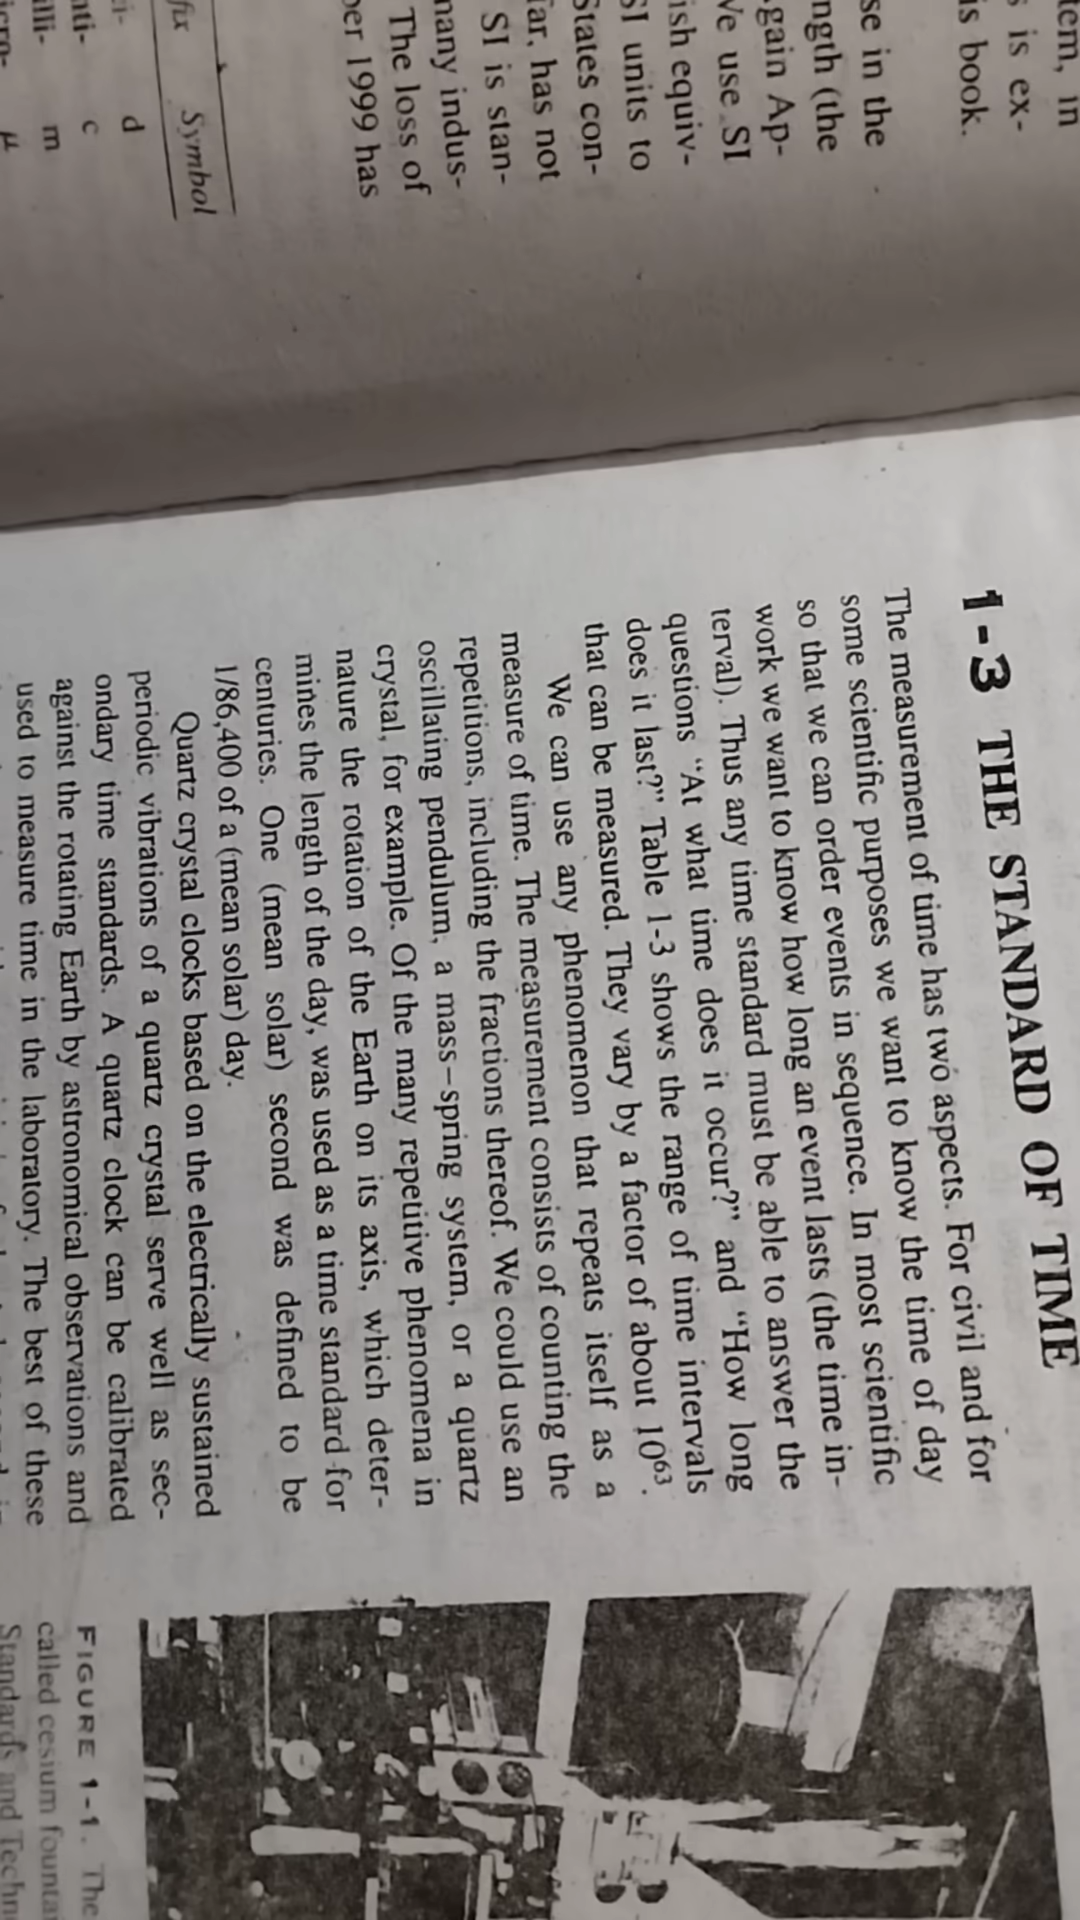 tem, in
s is ex-
is book.
se in the
ngth (the
gain Ap-
Ve use SI
ish equiv-
SI units to
States con-
far, has not
SI is stan-
many indus-
The loss of
ber 1999 has
fix Symbol
ci- d
nti- c
illi- m
icro- μ
1-3 THE STANDARD OF TIME
The measurement of time has two aspects. For civil and for
some scientific purposes we want to know the time of day
so that we can order events in sequence. In most scientific
work we want to know how long an event lasts (the time in-
terval). Thus any time standard must be able to answer the
questions “At what time does it occur?” and “How long
does it last?” Table 1-3 shows the range of time intervals
that can be measured. They vary by a factor of about 10⁶³.
We can use any phenomenon that repeats itself as a
measure of time. The measurement consists of counting the
repetitions, including the fractions thereof. We could use an
oscillating pendulum, a mass–spring system, or a quartz
crystal, for example. Of the many repetitive phenomena in
nature the rotation of the Earth on its axis, which deter-
mines the length of the day, was used as a time standard for
centuries. One (mean solar) second was defined to be
1/86,400 of a (mean solar) day.
Quartz crystal clocks based on the electrically sustained
periodic vibrations of a quartz crystal serve well as sec-
ondary time standards. A quartz clock can be calibrated
against the rotating Earth by astronomical observations and
used to measure time in the laboratory. The best of these
FIGURE 1-1. The
called cesium fountai
Standards and Techn